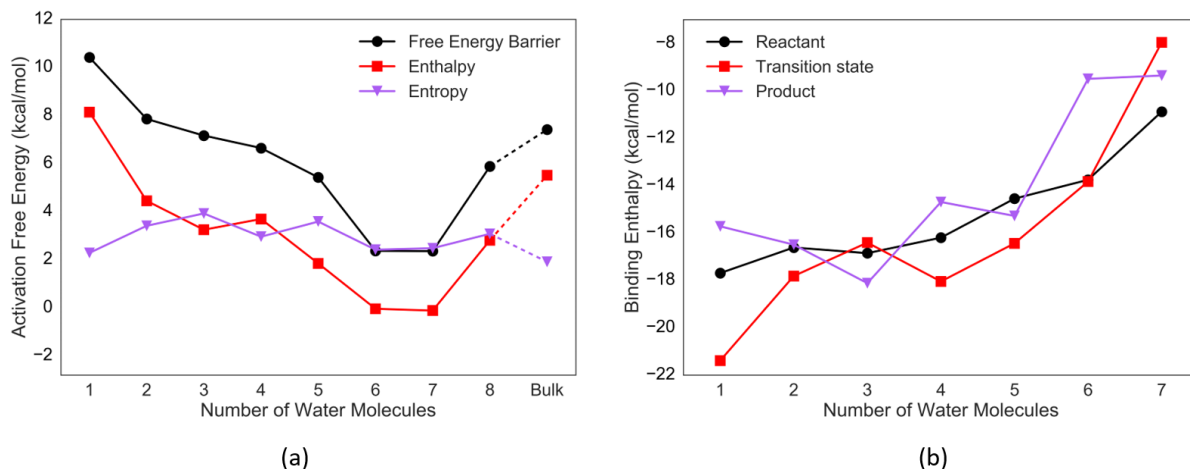 12
10
8
6
4
2
0
−2
Activation Free Energy (kcal/mol)
Free Energy Barrier
Enthalpy
Entropy
1 2 3 4 5 6 7 8 Bulk
Number of Water Molecules
(a)
−8
−10
−12
−14
−16
−18
−20
−22
Binding Enthalpy (kcal/mol)
Reactant
Transition state
Product
1 2 3 4 5 6 7
Number of Water Molecules
(b)